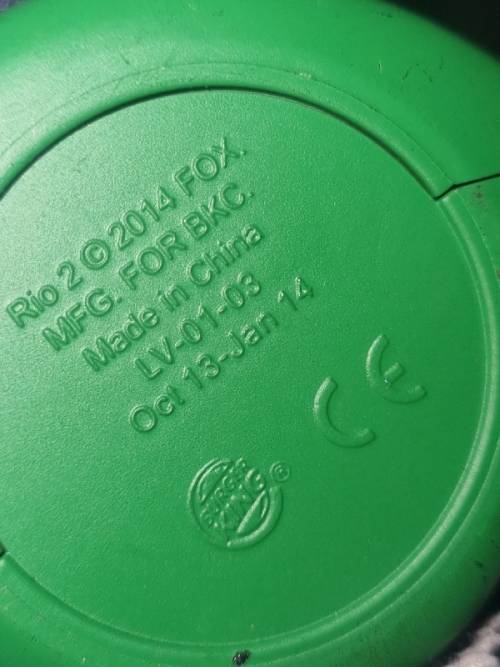 Rio 2 © 2014 FOX.
MFG. FOR BKC.
Made in China
LV-01-03
Oct 13-Jan 14
CE
BURGER
KING®